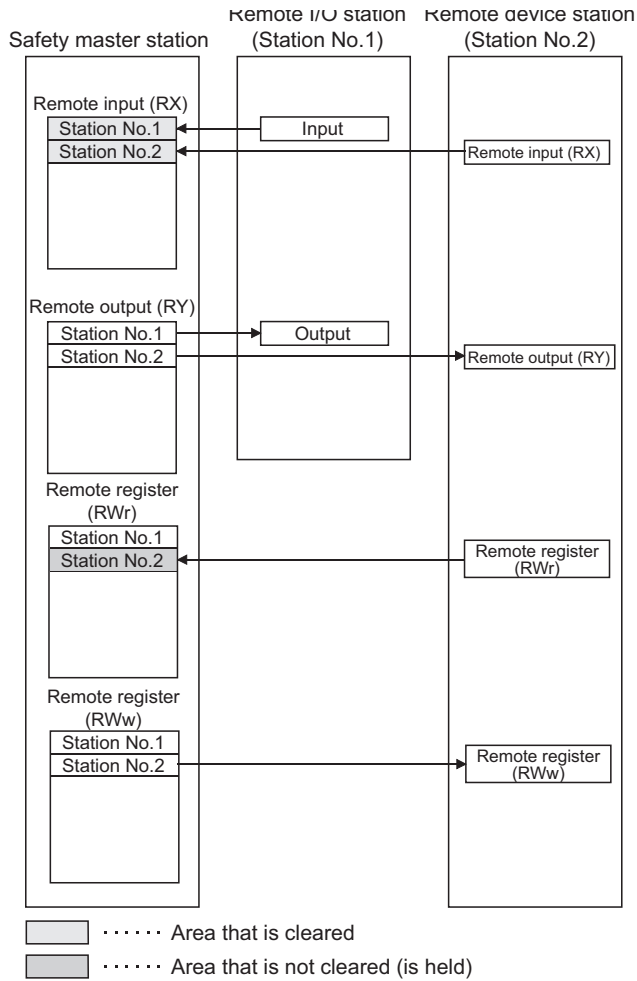 Remote I/O station
(Station No.1)
Remote device station
(Station No.2)
Safety master station
Remote input (RX)
Station No.1
Station No.2
Input
Remote input (RX)
Remote output (RY)
Station No.1
Station No.2
Output
Remote output (RY)
Remote register
(RWr)
Station No.1
Station No.2
Remote register
(RWr)
Remote register
(RWw)
Station No.1
Station No.2
Remote register
(RWw)
······ Area that is cleared
······ Area that is not cleared (is held)